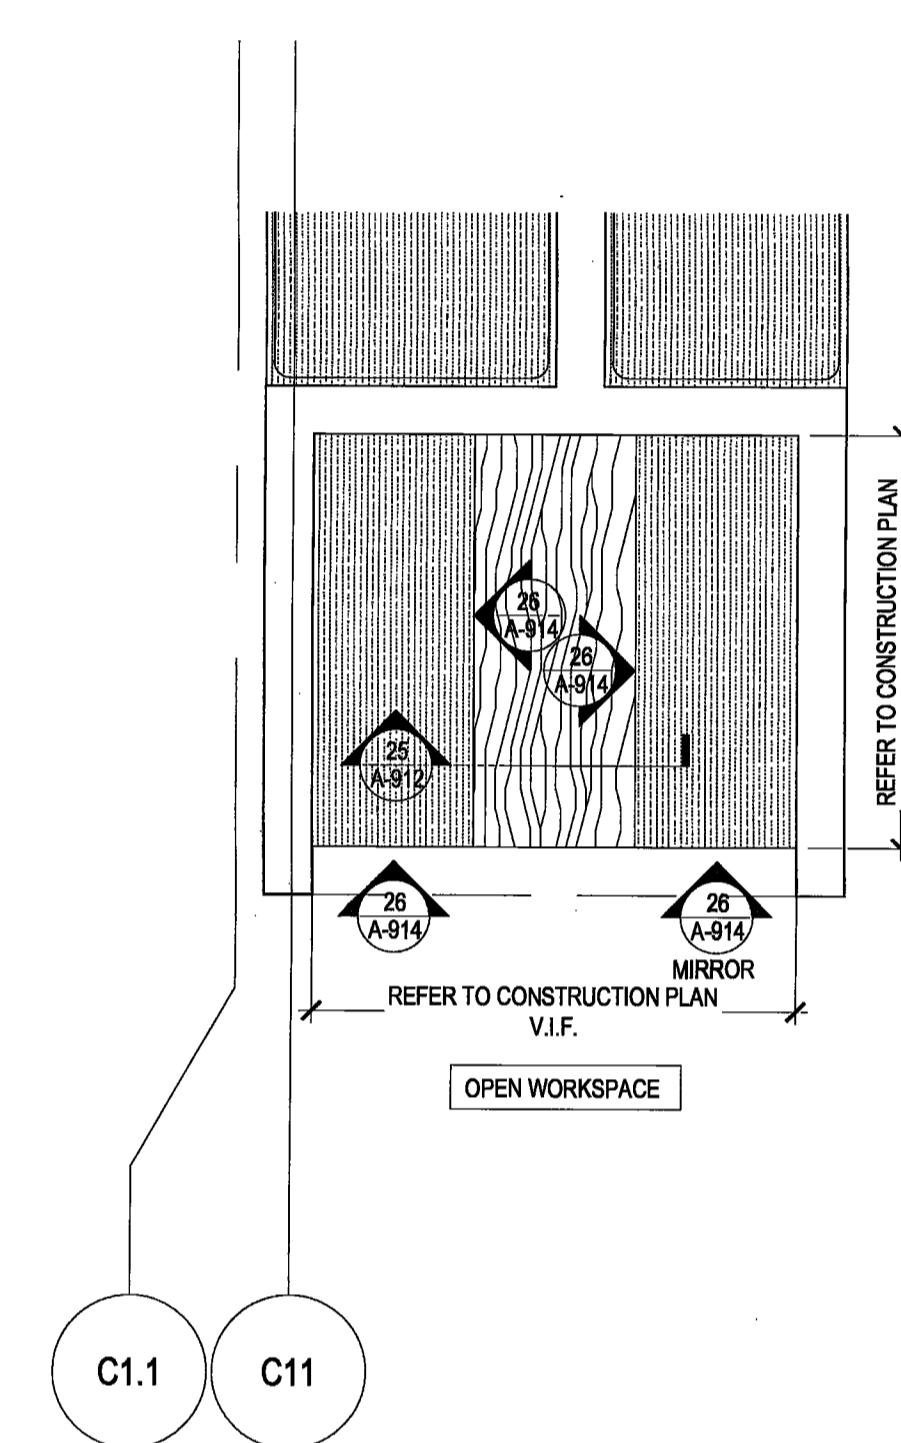 REFER TO CONSTRUCTION PLAN
26
A-914
26
A-914
25
A-912
26
A-914
26
A-914
MIRROR
REFER TO CONSTRUCTION PLAN
V.I.F.
OPEN WORKSPACE
C1.1
C11